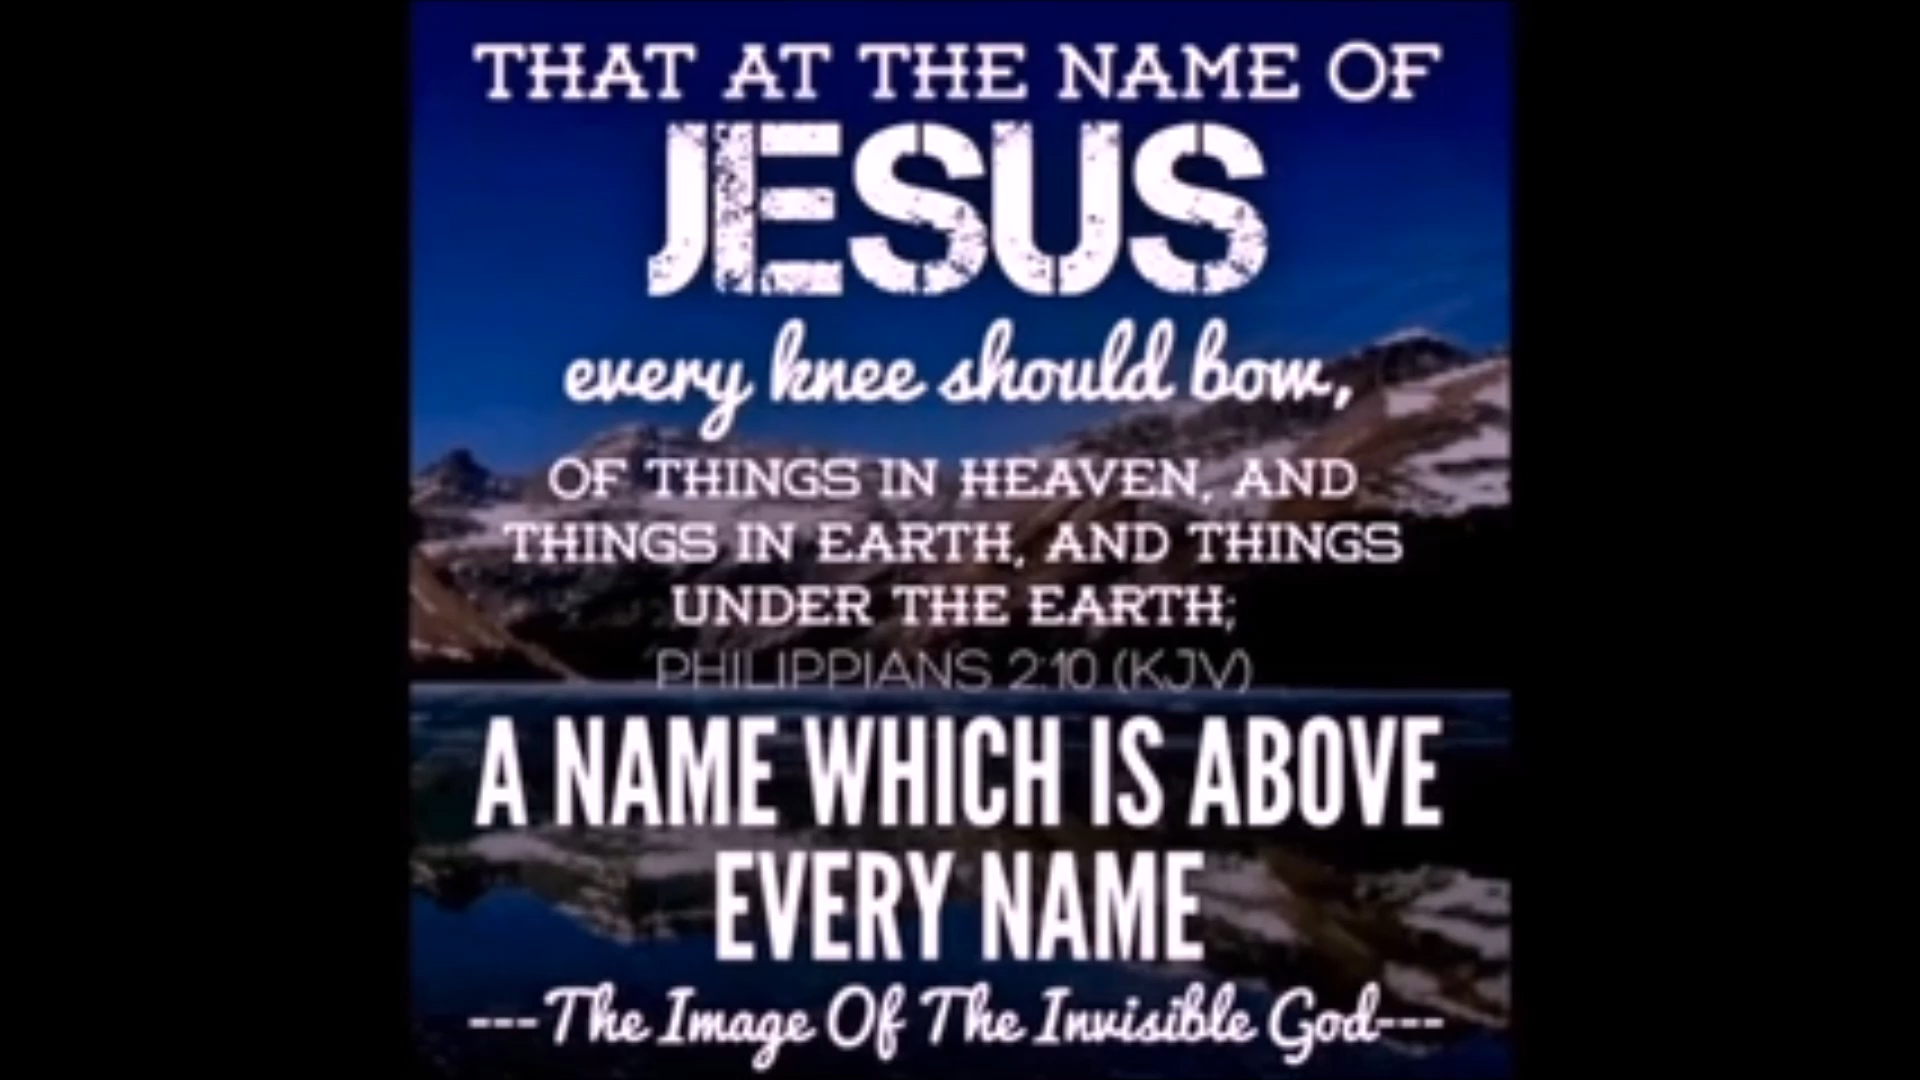 THAT AT THE NAME OF
JESUS
every knee should bow,
OF THINGS IN HEAVEN, AND
THINGS IN EARTH, AND THINGS
UNDER THE EARTH;
PHILIPPIANS 2:10 (KJV)
A NAME WHICH IS ABOVE
EVERY NAME
---The Image Of The Invisible God---